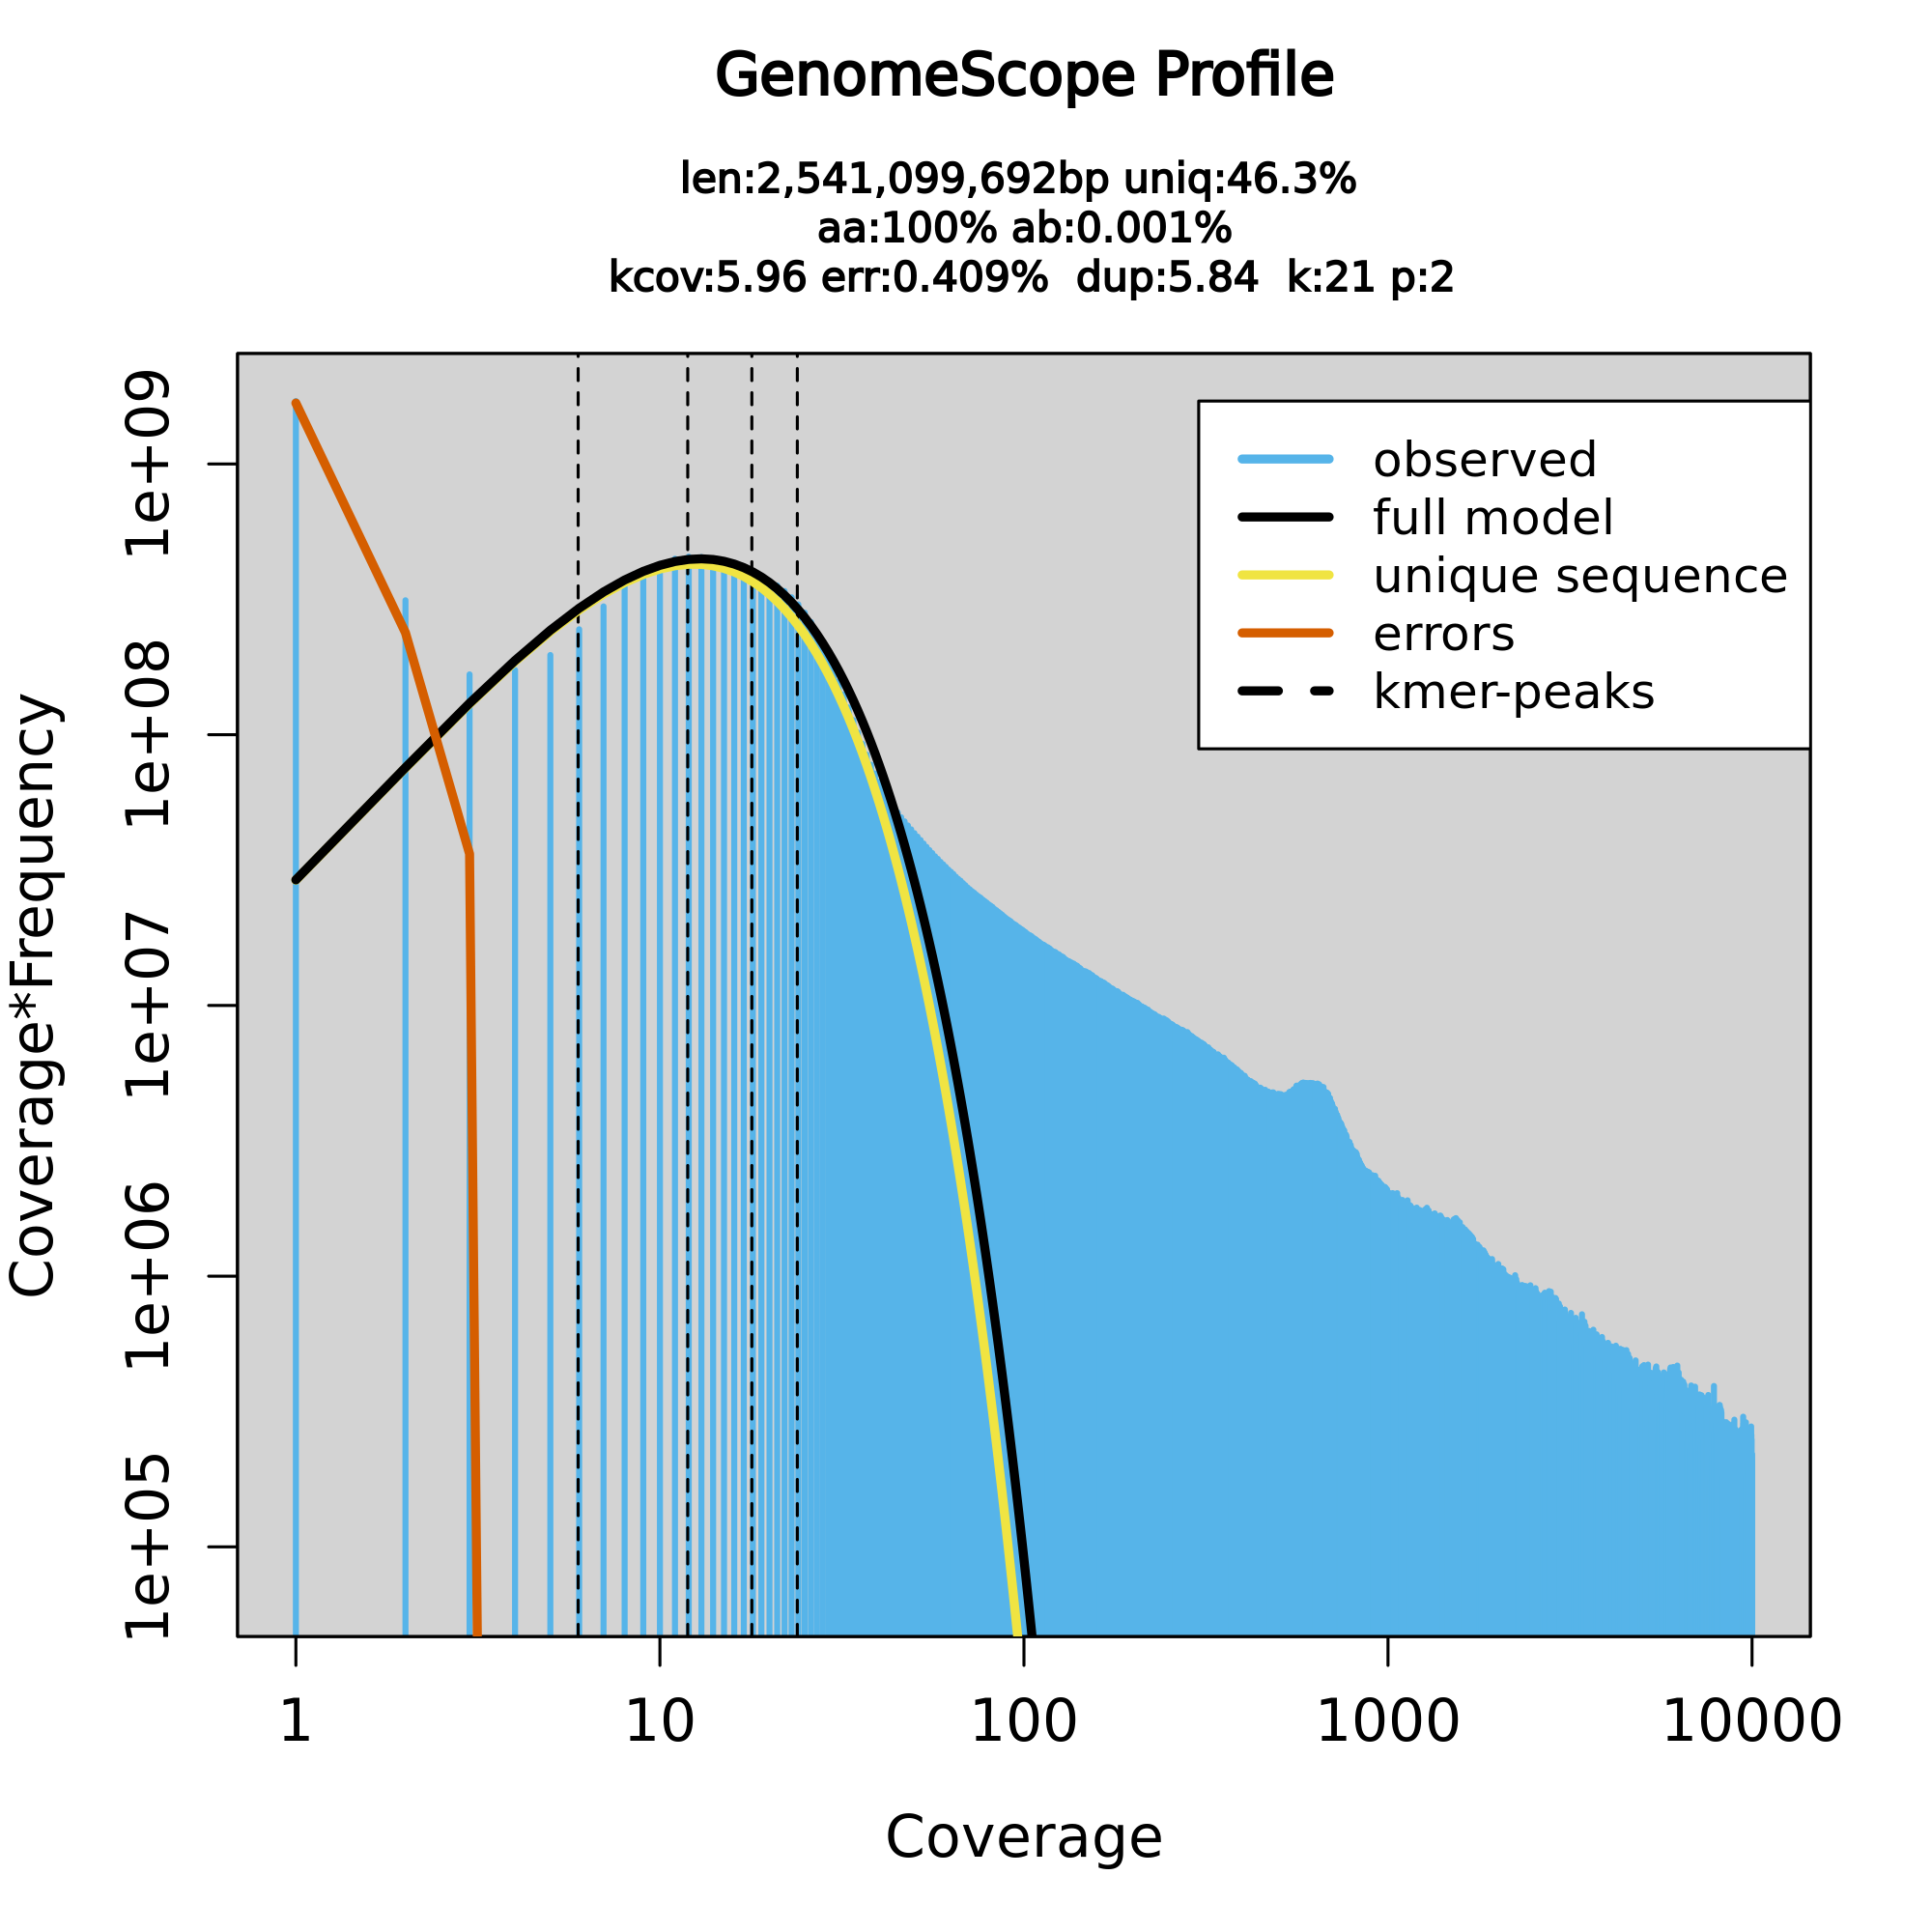 GenomeScope Profile
len:2,541,099,692bp uniq:46.3%
aa:100% ab:0.001%
kcov:5.96 err:0.409%  dup:5.84  k:21 p:2
observed
full model
unique sequence
errors
kmer-peaks
Coverage*Frequency
1e+09
1e+08
1e+07
1e+06
1e+05
1
10
100
1000
10000
Coverage